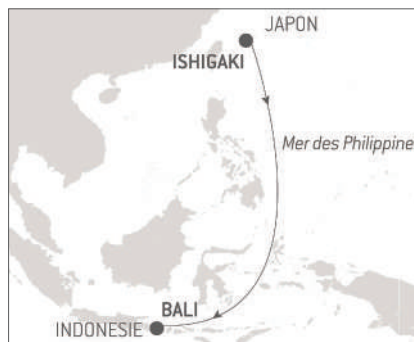 JAPON
ISHIGAKI
Mer des Philippine
BALI
INDONESIE